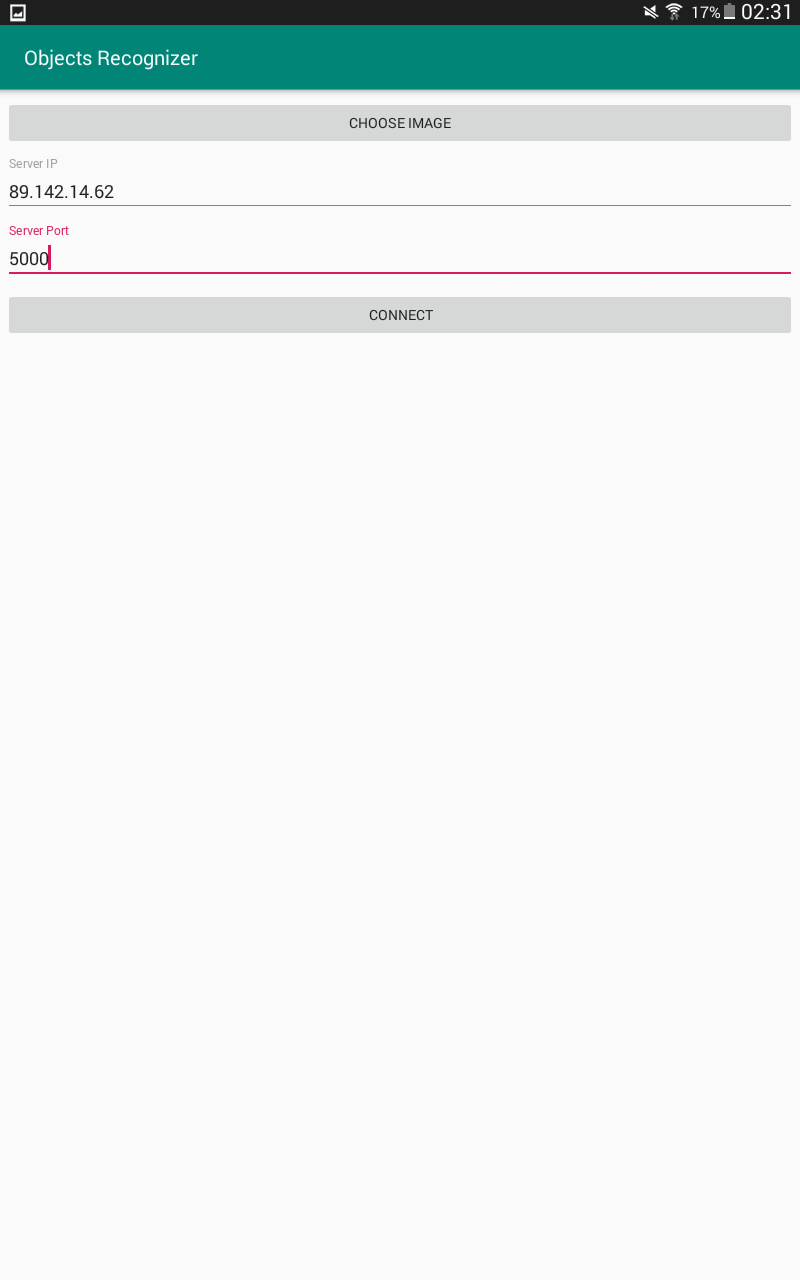 17% 02:31
Objects Recognizer
CHOOSE IMAGE
Server IP
89.142.14.62
Server Port
5000
CONNECT